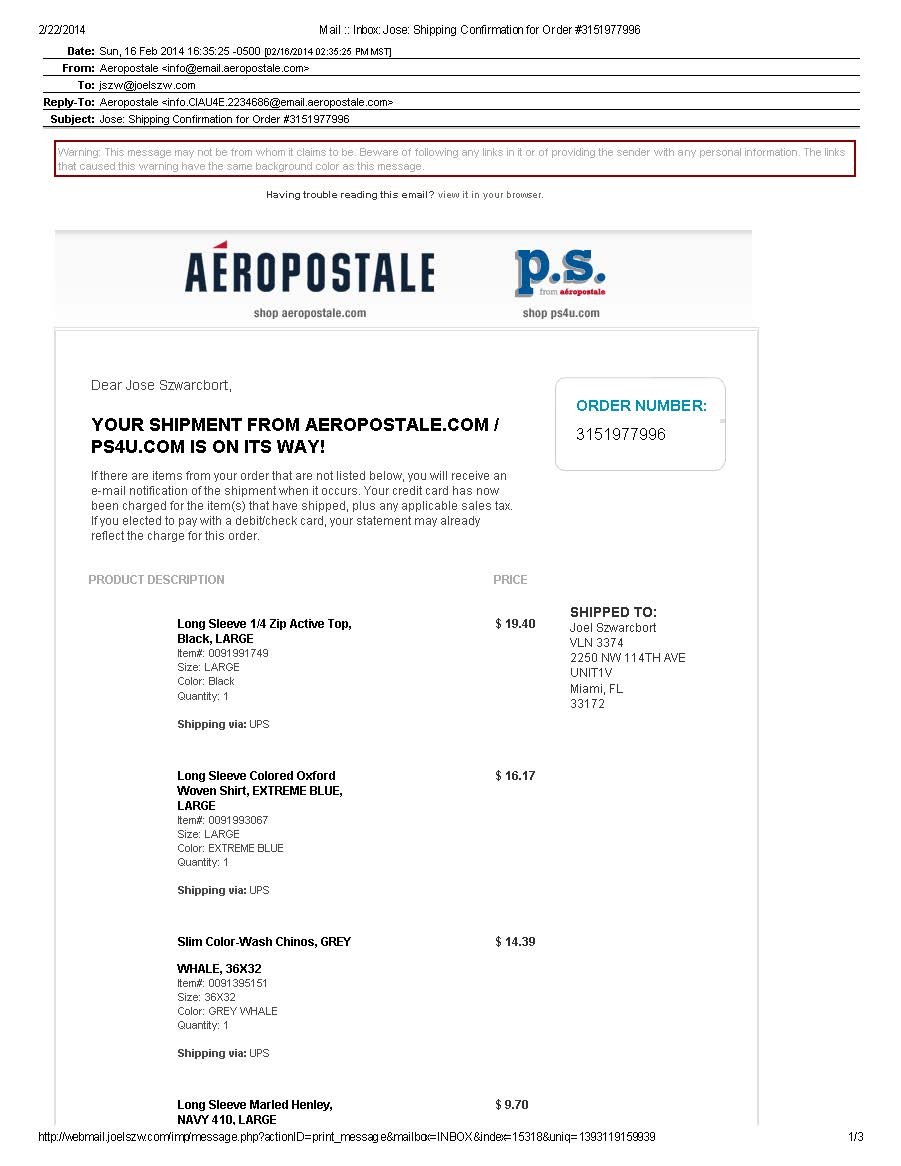 2/22/2014 Mail :: Inbox: Jose: Shipping Confirmation for Order #3151977996
Date: Sun, 16 Feb 2014 16:35:25 -0500 [02/16/2014 02:35:25 PM MST]
From: Aeropostale <info@email.aeropostale.com>
To: jszw@joelszw.com
Reply-To: Aeropostale <info.CIAU4E.2234686@email.aeropostale.com>
Subject: Jose: Shipping Confirmation for Order #3151977996
Warning: This message may not be from whom it claims to be. Beware of following any links in it or of providing the sender with any personal information. The links
that caused this warning have the same background color as this message.
Having trouble reading this email? view it in your browser.
AÉROPOSTALE p.s.
from aéropostale
shop aeropostale.com shop ps4u.com
Dear Jose Szwarcbort,
ORDER NUMBER:
3151977996
YOUR SHIPMENT FROM AEROPOSTALE.COM /
PS4U.COM IS ON ITS WAY!
If there are items from your order that are not listed below, you will receive an
e-mail notification of the shipment when it occurs. Your credit card has now
been charged for the item(s) that have shipped, plus any applicable sales tax.
If you elected to pay with a debit/check card, your statement may already
reflect the charge for this order.
PRODUCT DESCRIPTION PRICE
SHIPPED TO:
Joel Szwarcbort
VLN 3374
2250 NW 114TH AVE
UNIT1V
Miami, FL
33172
Long Sleeve 1/4 Zip Active Top, $ 19.40
Black, LARGE
Item#: 0091991749
Size: LARGE
Color: Black
Quantity: 1
Shipping via: UPS
Long Sleeve Colored Oxford $ 16.17
Woven Shirt, EXTREME BLUE,
LARGE
Item#: 0091993067
Size: LARGE
Color: EXTREME BLUE
Quantity: 1
Shipping via: UPS
Slim Color-Wash Chinos, GREY $ 14.39
WHALE, 36X32
Item#: 0091395151
Size: 36X32
Color: GREY WHALE
Quantity: 1
Shipping via: UPS
Long Sleeve Marled Henley, $ 9.70
NAVY 410, LARGE
http://webmail.joelszw.com/imp/message.php?actionID=print_message&mailbox=INBOX&index=15318&uniq=1393119159939 1/3